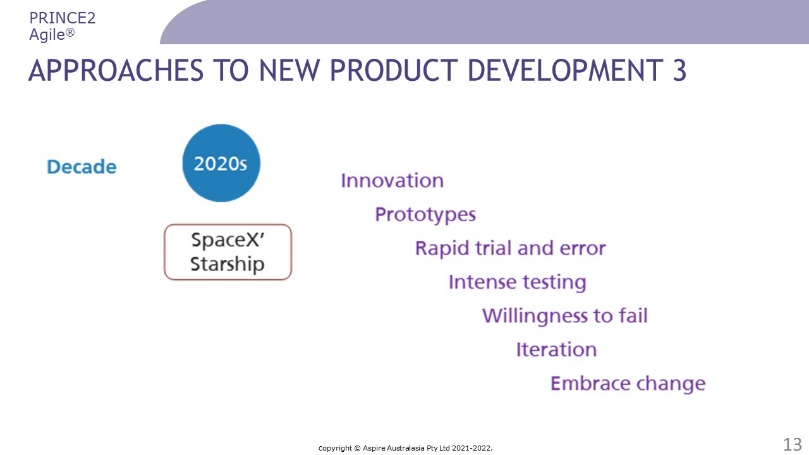 PRINCE2
Agile®
APPROACHES TO NEW PRODUCT DEVELOPMENT 3
Decade
2020s
SpaceX’
Starship
Innovation
Prototypes
Rapid trial and error
Intense testing
Willingness to fail
Iteration
Embrace change
Copyright © Aspire Australasia Pty Ltd 2021-2022.
13